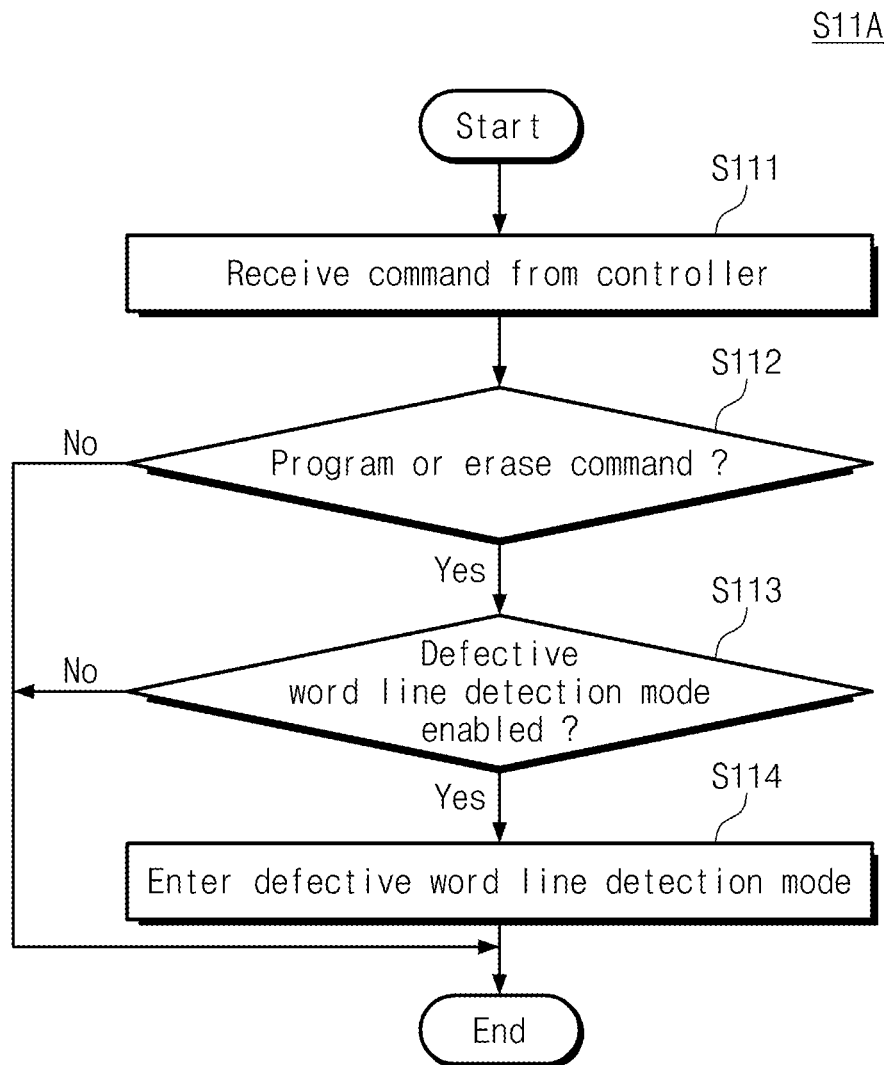 S11A
Start
S111
Receive command from controller
S112
No
Program or erase command ?
Yes
S113
No
Defective
word line detection mode
enabled ?
Yes
S114
Enter defective word line detection mode
End